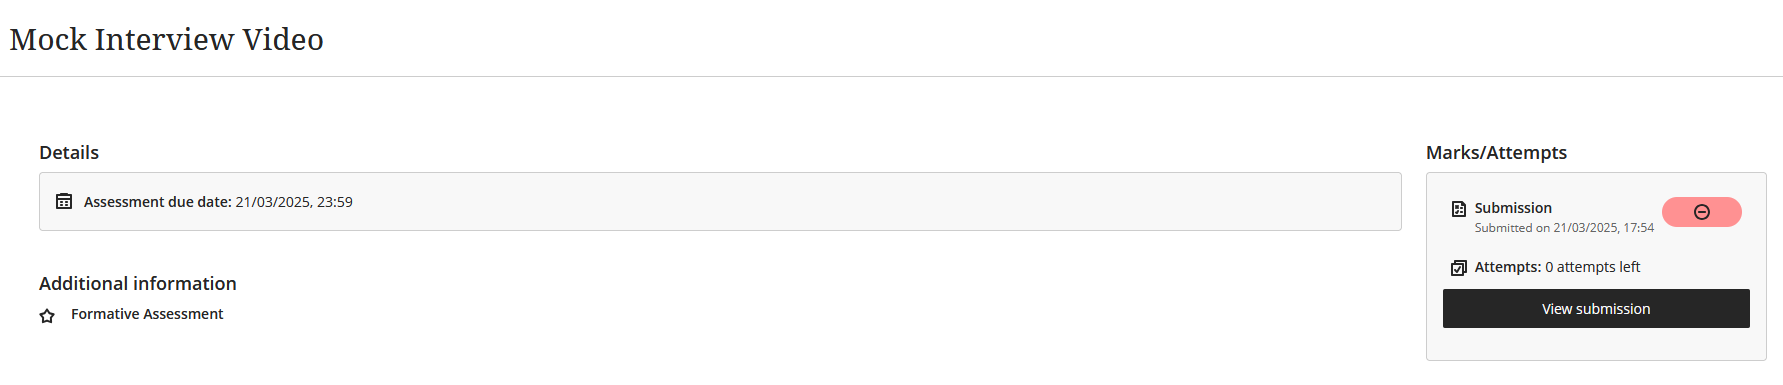 Mock Interview Video
Details
Assessment due date: 21/03/2025, 23:59
Additional information
Formative Assessment
Marks/Attempts
Submission
Submitted on 21/03/2025, 17:54
Attempts: 0 attempts left
View submission